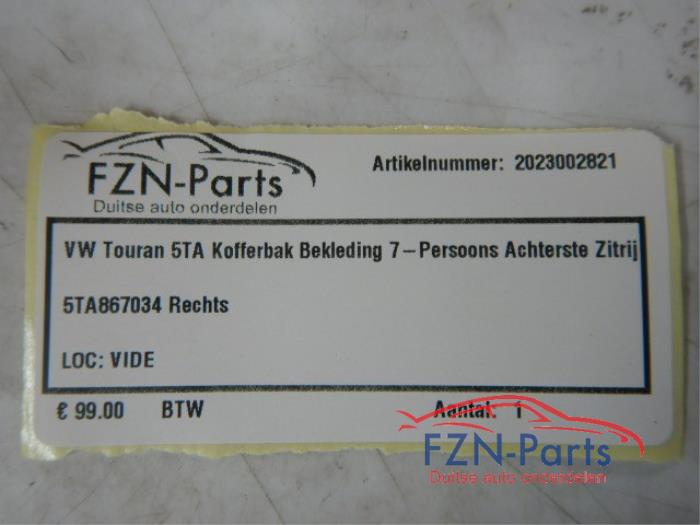 FZN-Parts
Duitse auto onderdelen
Artikelnummer: 2023002821
VW Touran 5TA Kofferbak Bekleding 7-Persoons Achterste Zitrij
5TA867034 Rechts
LOC: VIDE
€ 99.00 BTW Aantal: 1
FZN-Parts
Duitse auto onderdelen